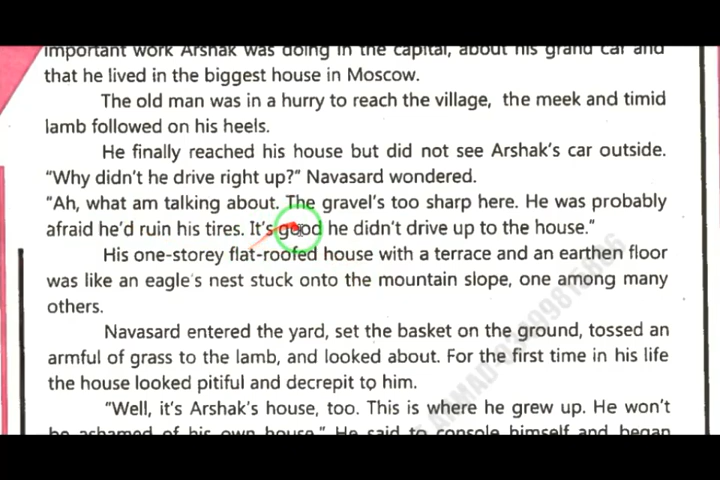 important work Arshak was doing in the capital, about his grand car and
that he lived in the biggest house in Moscow.
The old man was in a hurry to reach the village, the meek and timid
lamb followed on his heels.
He finally reached his house but did not see Arshak's car outside.
"Why didn't he drive right up?" Navasard wondered.
"Ah, what am talking about. The gravel's too sharp here. He was probably
afraid he'd ruin his tires. It's good he didn't drive up to the house."
His one-storey flat-roofed house with a terrace and an earthen floor
was like an eagle's nest stuck onto the mountain slope, one among many
others.
Navasard entered the yard, set the basket on the ground, tossed an
armful of grass to the lamb, and looked about. For the first time in his life
the house looked pitiful and decrepit to him.
"Well, it's Arshak's house, too. This is where he grew up. He won't
be ashamed of his own house." He said to console himself and began